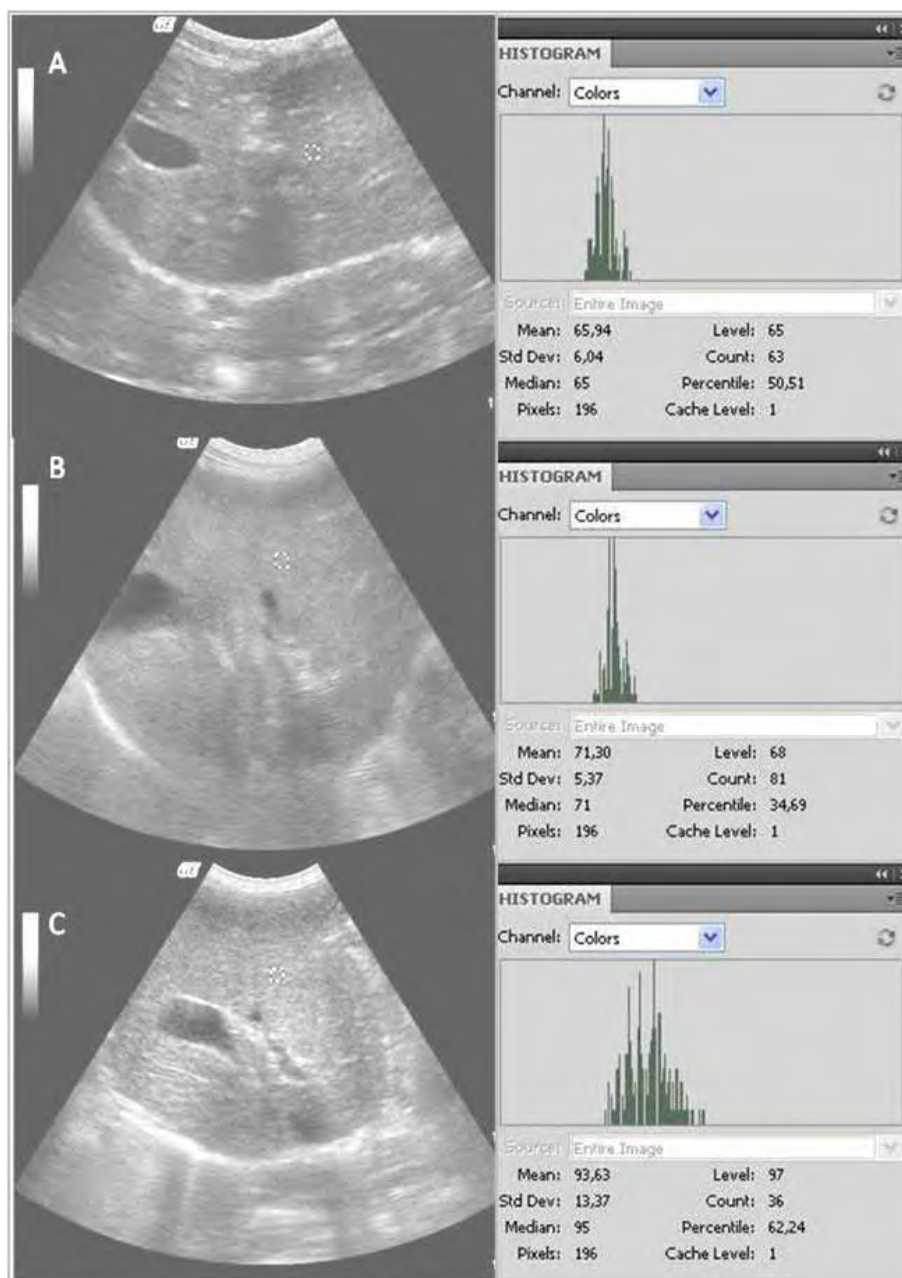 GE
A
HISTOGRAM
Channel: Colors
Source: Entire Image
Mean: 65,94 Level: 65
Std Dev: 6,04 Count: 63
Median: 65 Percentile: 50,51
Pixels: 196 Cache Level: 1
GE
B
HISTOGRAM
Channel: Colors
Source: Entire Image
Mean: 71,30 Level: 68
Std Dev: 5,37 Count: 81
Median: 71 Percentile: 34,69
Pixels: 196 Cache Level: 1
GE
C
HISTOGRAM
Channel: Colors
Source: Entire Image
Mean: 93,63 Level: 97
Std Dev: 13,37 Count: 36
Median: 95 Percentile: 62,24
Pixels: 196 Cache Level: 1